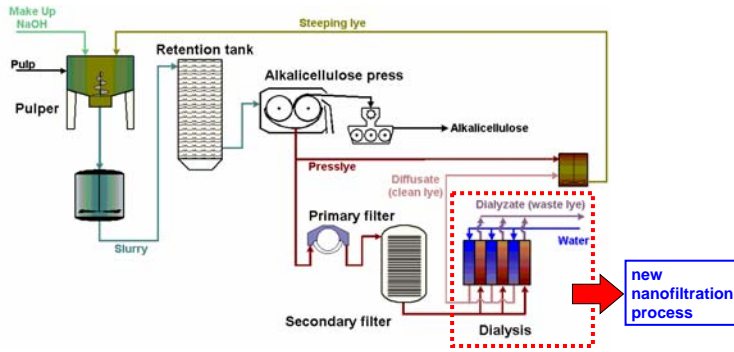 Make Up
NaOH
Steeping lye
Retention tank
Pulp
Pulper
Alkalicellulose press
Alkalicellulose
Presslye
Diffusate
(clean lye)
Dialyzate (waste lye)
Primary filter
Water
Slurry
new
nanofiltration
process
Secondary filter
Dialysis